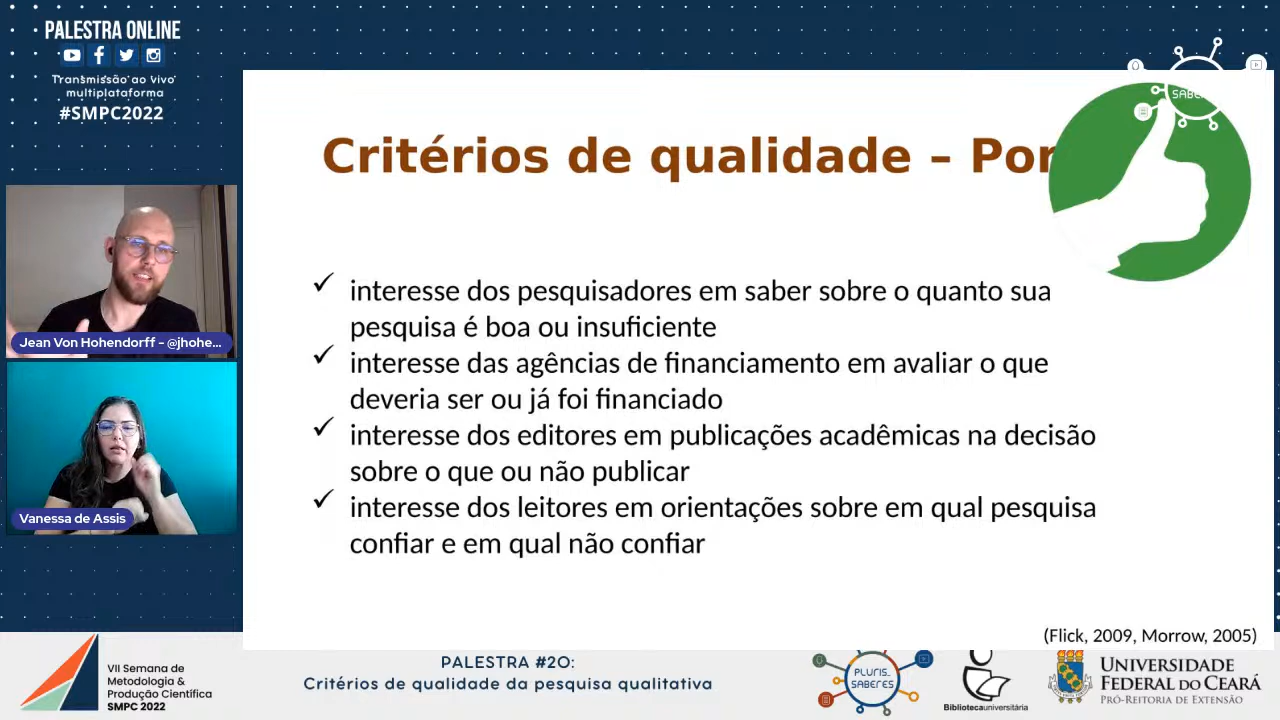 PALESTRA ONLINE
Transmissão ao vivo
multiplataforma
#SMPC2022
Critérios de qualidade – Por
interesse dos pesquisadores em saber sobre o quanto sua
pesquisa é boa ou insuficiente
interesse das agências de financiamento em avaliar o que
deveria ser ou já foi financiado
interesse dos editores em publicações acadêmicas na decisão
sobre o que ou não publicar
interesse dos leitores em orientações sobre em qual pesquisa
confiar e em qual não confiar
(Flick, 2009, Morrow, 2005)
Jean Von Hohendorff - @jhohe...
Vanessa de Assis
VII Semana de
Metodologia &
Produção Científica
SMPC 2022
PALESTRA #20:
Critérios de qualidade da pesquisa qualitativa
PLURIS_
SABERES
Bibliotecauniversitária
UNIVERSIDADE
FEDERAL DO CEARÁ
PRÓ-REITORIA DE EXTENSÃO